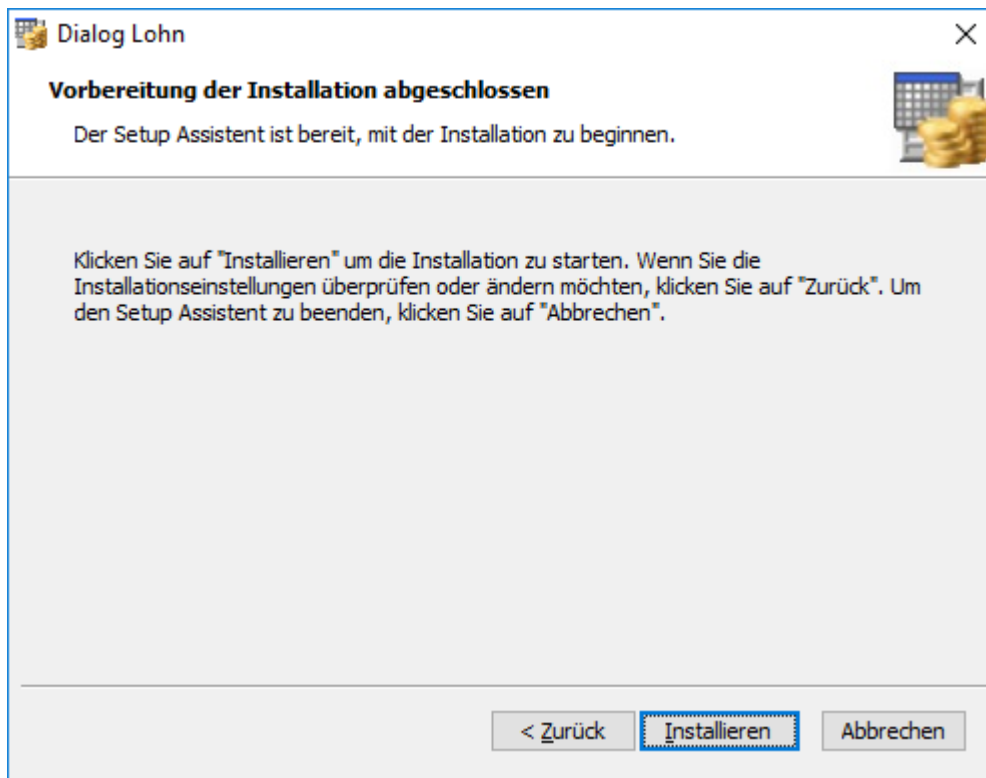 Dialog Lohn
Vorbereitung der Installation abgeschlossen
Der Setup Assistent ist bereit, mit der Installation zu beginnen.
Klicken Sie auf "Installieren" um die Installation zu starten. Wenn Sie die
Installationseinstellungen überprüfen oder ändern möchten, klicken Sie auf "Zurück". Um
den Setup Assistent zu beenden, klicken Sie auf "Abbrechen".
< Zurück Installieren Abbrechen